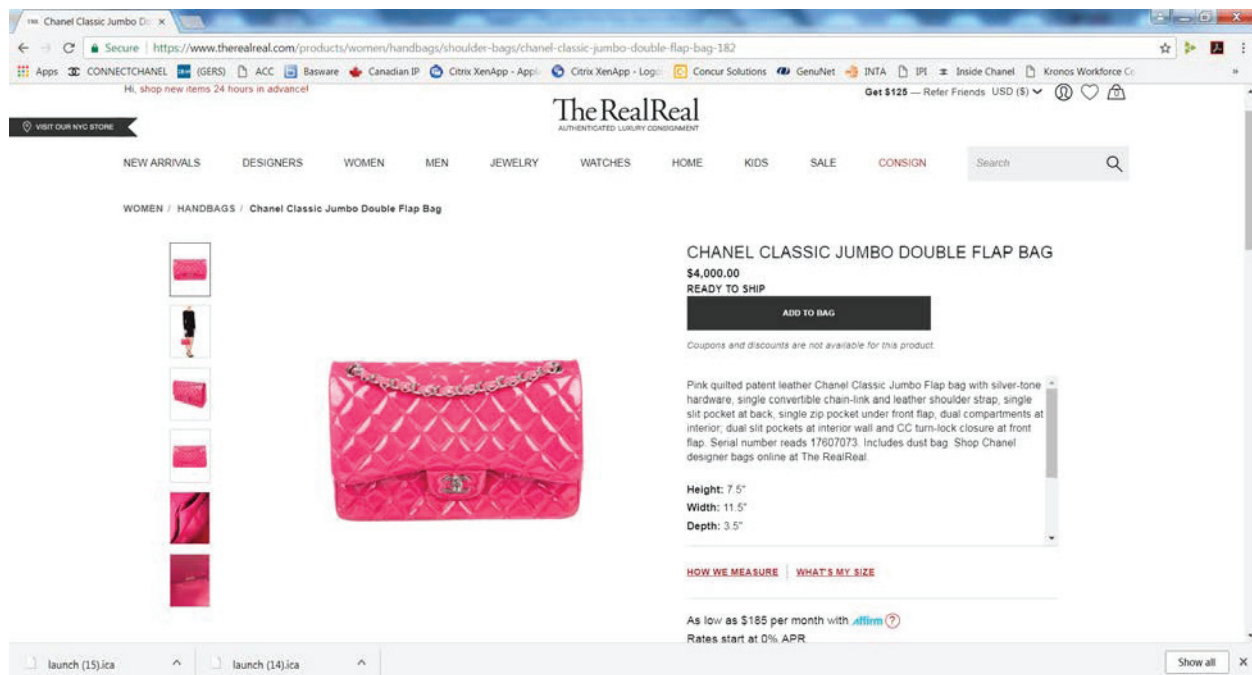 TRR Chanel Classic Jumbo Do
Secure | https://www.therealreal.com/products/women/handbags/shoulder-bags/chanel-classic-jumbo-double-flap-bag-182
Apps CONNECTCHANEL (GERS) ACC Basware Canadian IP Citrix XenApp - Appli Citrix XenApp - Logo Concur Solutions GenuNet INTA IPI Inside Chanel Kronos Workforce Ce
Hi, shop new items 24 hours in advance!
Get $125 — Refer Friends USD ($)
0
The RealReal
AUTHENTICATED LUXURY CONSIGNMENT
VISIT OUR NYC STORE
NEW ARRIVALS DESIGNERS WOMEN MEN JEWELRY WATCHES HOME KIDS SALE CONSIGN Search
WOMEN / HANDBAGS / Chanel Classic Jumbo Double Flap Bag
CHANEL CLASSIC JUMBO DOUBLE FLAP BAG
$4,000.00
READY TO SHIP
ADD TO BAG
Coupons and discounts are not available for this product.
Pink quilted patent leather Chanel Classic Jumbo Flap bag with silver-tone
hardware, single convertible chain-link and leather shoulder strap, single
slit pocket at back, single zip pocket under front flap, dual compartments at
interior; dual slit pockets at interior wall and CC turn-lock closure at front
flap. Serial number reads 17607073. Includes dust bag. Shop Chanel
designer bags online at The RealReal.
Height: 7.5"
Width: 11.5"
Depth: 3.5"
HOW WE MEASURE | WHAT'S MY SIZE
As low as $185 per month with affirm ?
Rates start at 0% APR
launch (15).ica launch (14).ica Show all